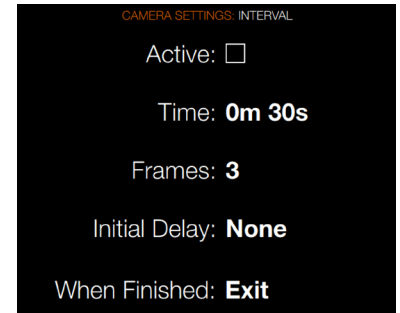 CAMERA SETTINGS: INTERVAL
Active:
Time: 0m 30s
Frames: 3
Initial Delay: None
When Finished: Exit